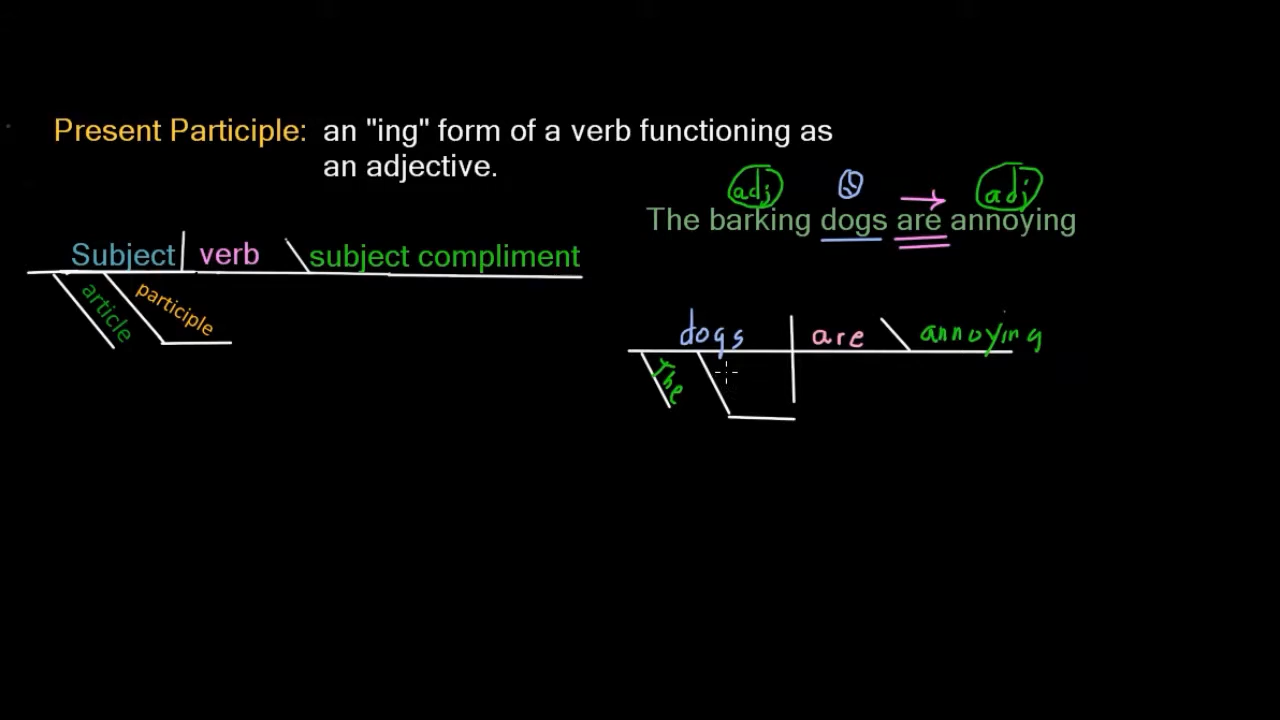 Present Participle: an "ing" form of a verb functioning as
an adjective.
adj S adj
The barking dogs are annoying
Subject verb subject compliment
article participle
dogs are annoying
The